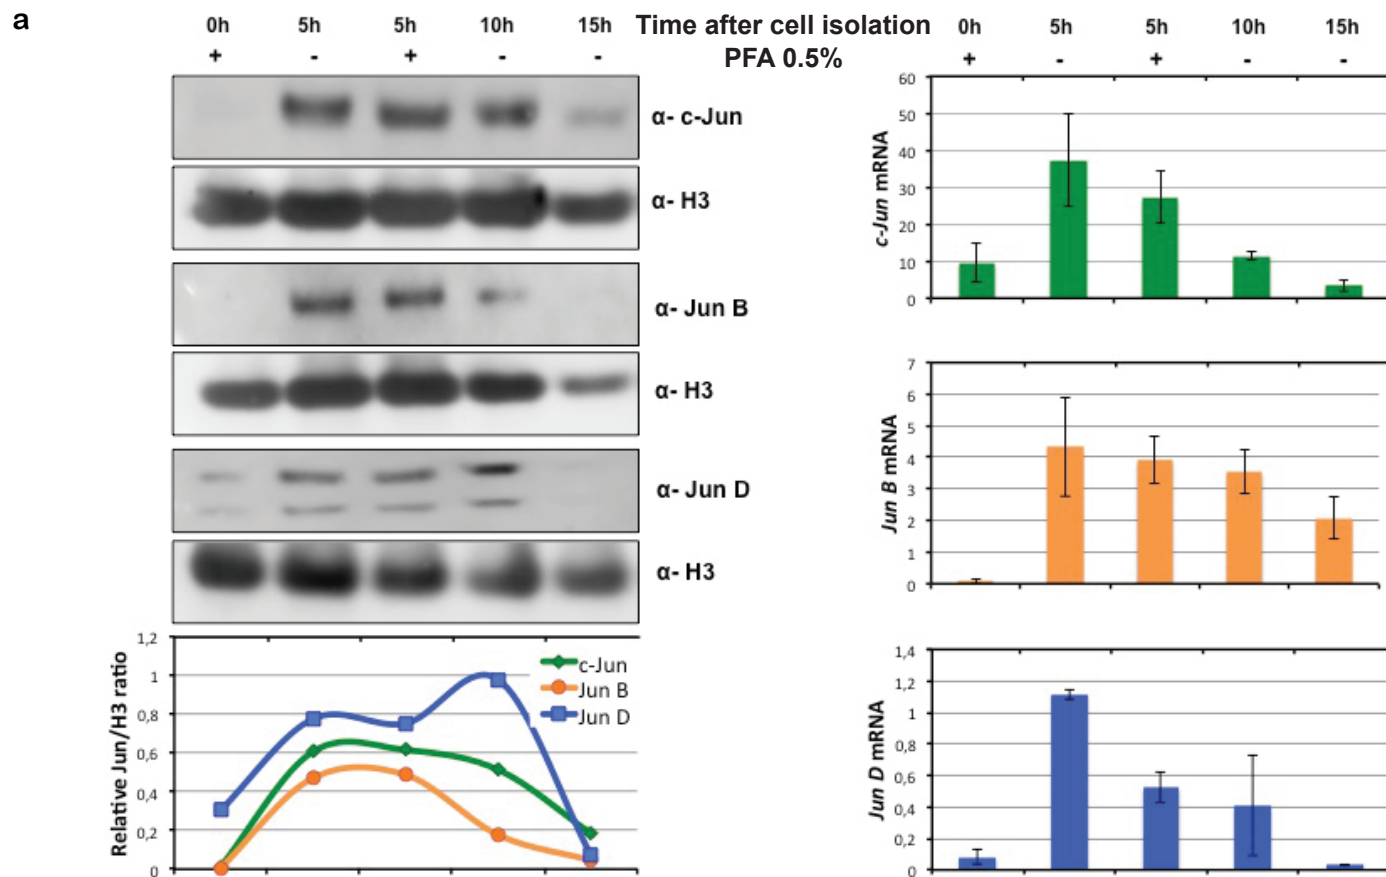 a
0h 5h 5h 10h 15h Time after cell isolation 0h 5h 5h 10h 15h
+ - + - - PFA 0.5% + - + - -
α- c-Jun
α- H3
α- Jun B
α- H3
α- Jun D
α- H3
Relative Jun/H3 ratio
1,2
1
0,8
0,6
0,4
0,2
0
c-Jun
Jun B
Jun D
c-Jun mRNA
60
50
40
30
20
10
0
Jun B mRNA
7
6
5
4
3
2
1
0
Jun D mRNA
1,4
1,2
1
0,8
0,6
0,4
0,2
0